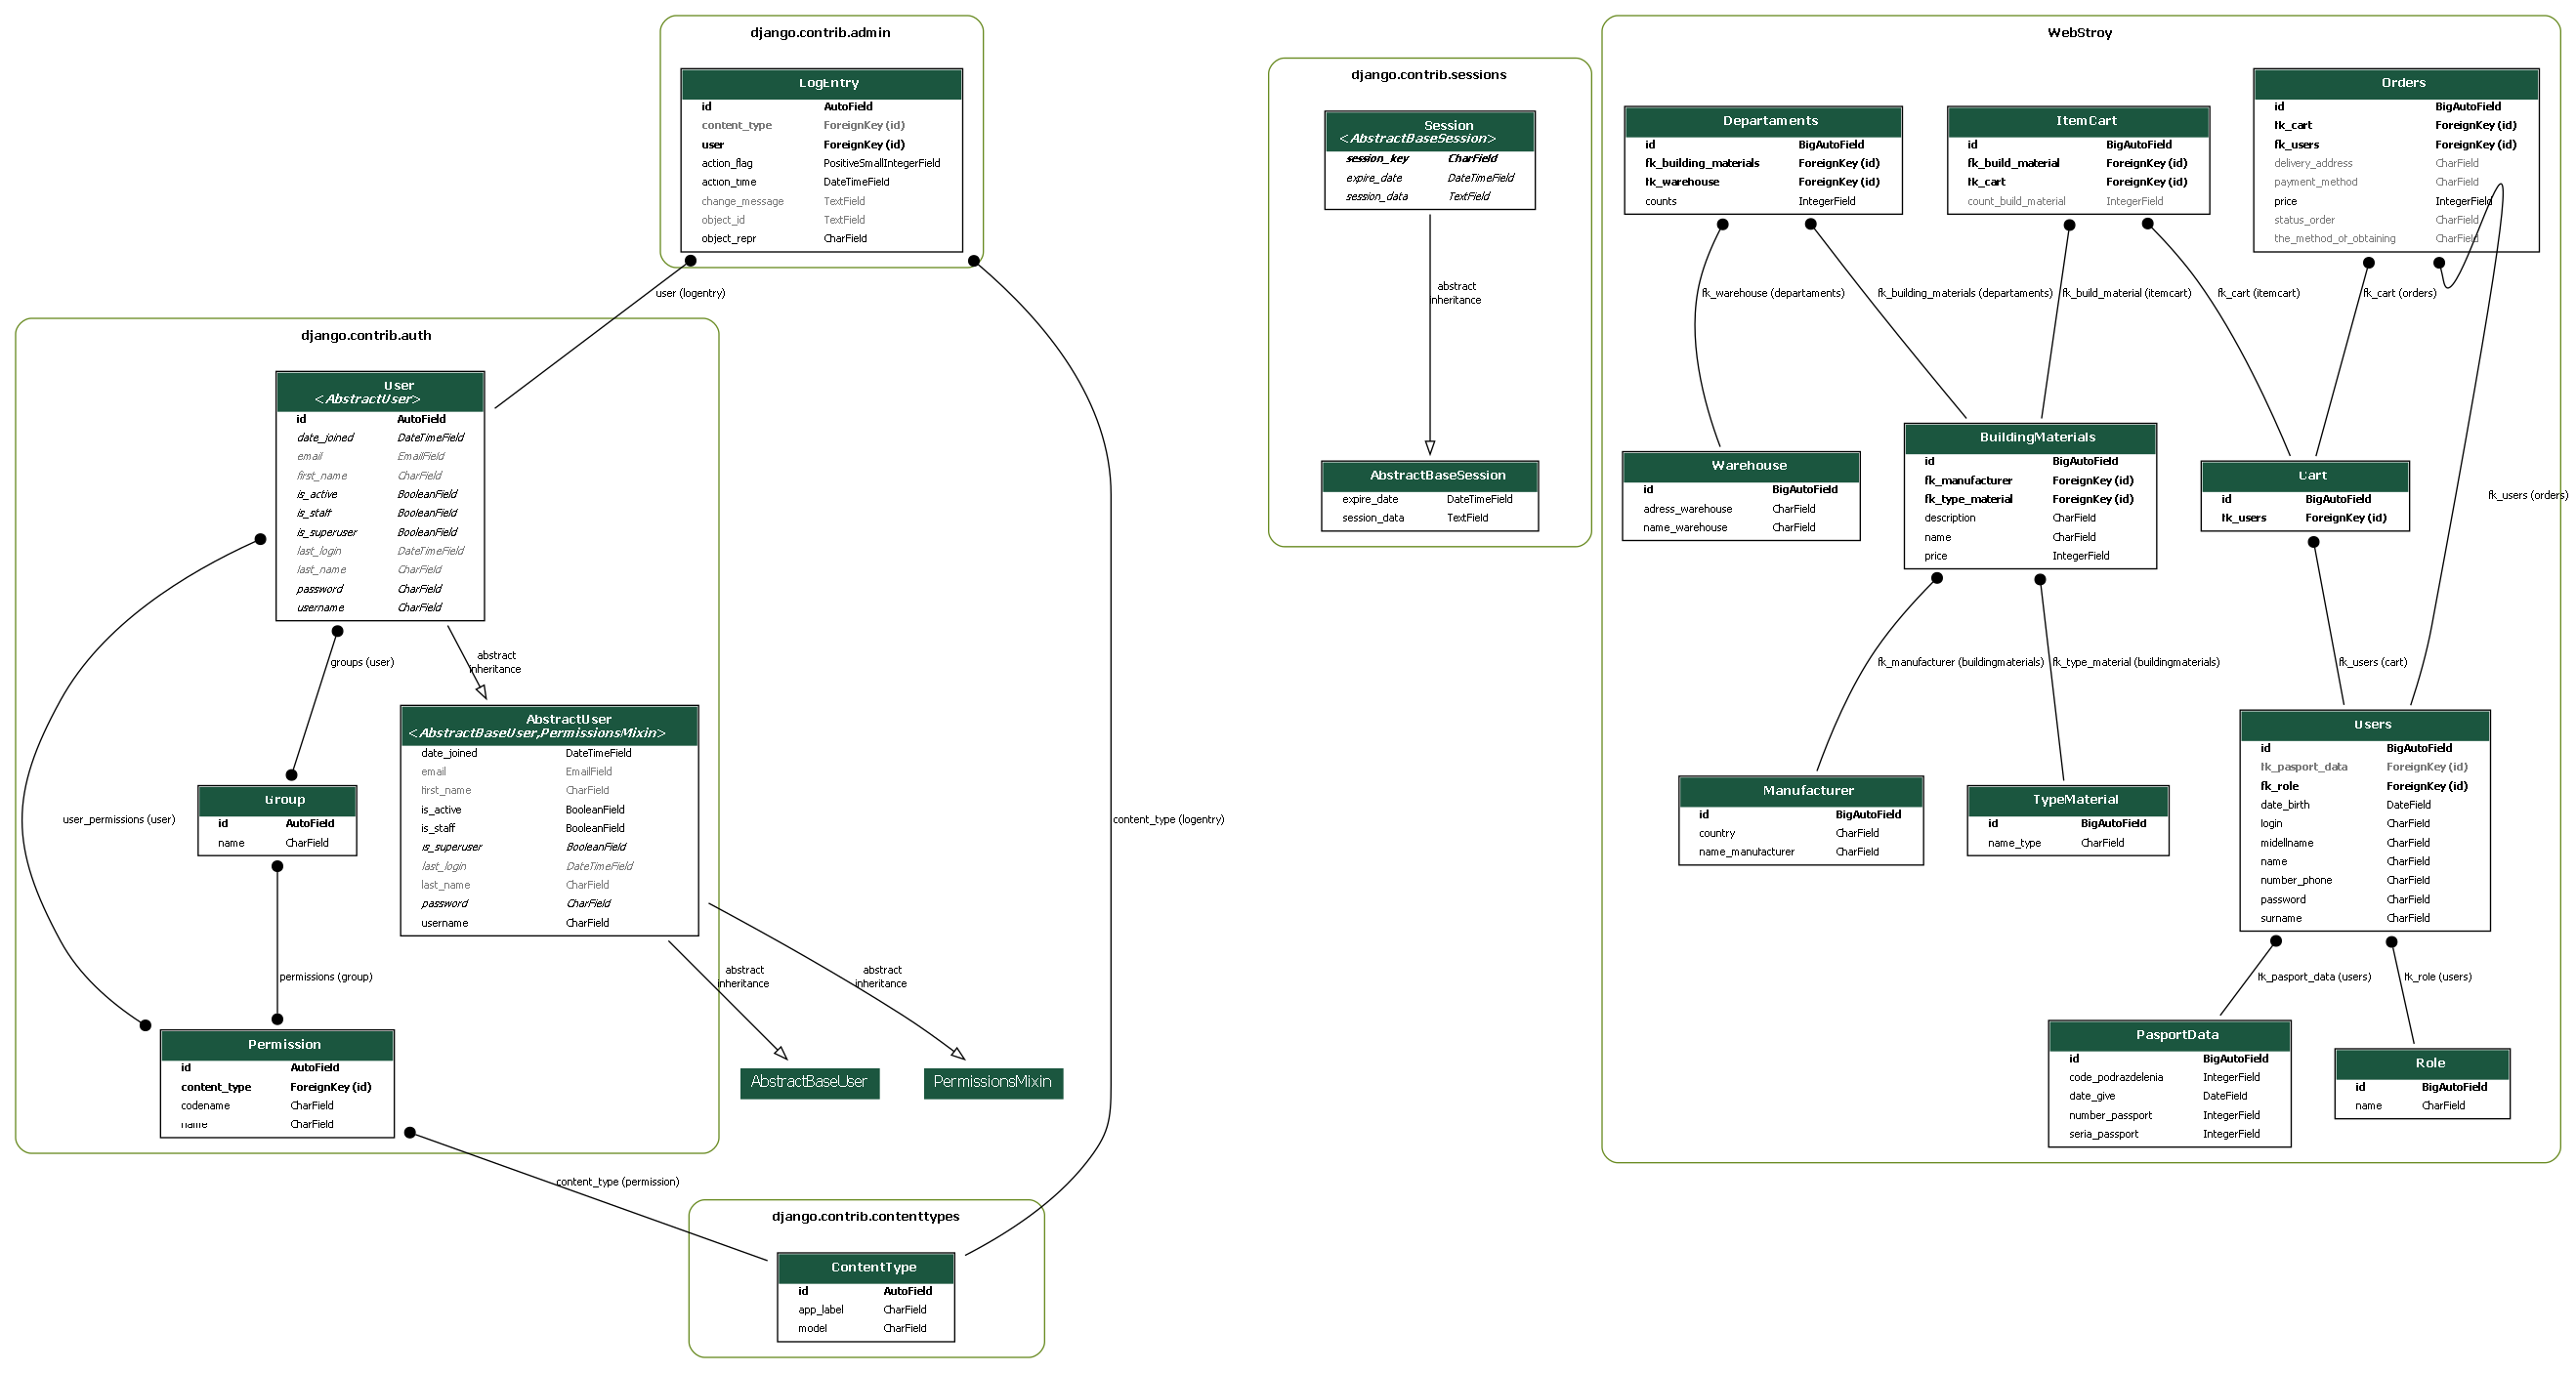 django.contrib.admin
LogEntry
id AutoField
content_type ForeignKey (id)
user ForeignKey (id)
action_flag PositiveSmallIntegerField
action_time DateTimeField
change_message TextField
object_id TextField
object_repr CharField
user (logentry)
content_type (logentry)
django.contrib.auth
User
<AbstractUser>
id AutoField
date_joined DateTimeField
email EmailField
first_name CharField
is_active BooleanField
is_staff BooleanField
is_superuser BooleanField
last_login DateTimeField
last_name CharField
password CharField
username CharField
groups (user)
abstract
inheritance
user_permissions (user)
AbstractUser
<AbstractBaseUser,PermissionsMixin>
date_joined DateTimeField
email EmailField
first_name CharField
is_active BooleanField
is_staff BooleanField
is_superuser BooleanField
last_login DateTimeField
last_name CharField
password CharField
username CharField
Group
id AutoField
name CharField
permissions (group)
abstract
inheritance
abstract
inheritance
Permission
id AutoField
content_type ForeignKey (id)
codename CharField
name CharField
AbstractBaseUser
PermissionsMixin
content_type (permission)
django.contrib.contenttypes
ContentType
id AutoField
app_label CharField
model CharField
django.contrib.sessions
Session
<AbstractBaseSession>
session_key CharField
expire_date DateTimeField
session_data TextField
abstract
inheritance
AbstractBaseSession
expire_date DateTimeField
session_data TextField
WebStroy
Departaments
id BigAutoField
fk_building_materials ForeignKey (id)
fk_warehouse ForeignKey (id)
counts IntegerField
ItemCart
id BigAutoField
fk_build_material ForeignKey (id)
fk_cart ForeignKey (id)
count_build_material IntegerField
Orders
id BigAutoField
fk_cart ForeignKey (id)
fk_users ForeignKey (id)
delivery_address CharField
payment_method CharField
price IntegerField
status_order CharField
the_method_of_obtaining CharField
fk_warehouse (departaments)
fk_building_materials (departaments)
fk_build_material (itemcart)
fk_cart (itemcart)
fk_cart (orders)
fk_users (orders)
Warehouse
id BigAutoField
adress_warehouse CharField
name_warehouse CharField
BuildingMaterials
id BigAutoField
fk_manufacturer ForeignKey (id)
fk_type_material ForeignKey (id)
description CharField
name CharField
price IntegerField
Cart
id BigAutoField
fk_users ForeignKey (id)
fk_manufacturer (buildingmaterials)
fk_type_material (buildingmaterials)
fk_users (cart)
Manufacturer
id BigAutoField
country CharField
name_manufacturer CharField
TypeMaterial
id BigAutoField
name_type CharField
Users
id BigAutoField
fk_pasport_data ForeignKey (id)
fk_role ForeignKey (id)
date_birth DateField
login CharField
midellname CharField
name CharField
number_phone CharField
password CharField
surname CharField
fk_pasport_data (users)
fk_role (users)
PasportData
id BigAutoField
code_podrazdelenia IntegerField
date_give DateField
number_passport IntegerField
seria_passport IntegerField
Role
id BigAutoField
name CharField